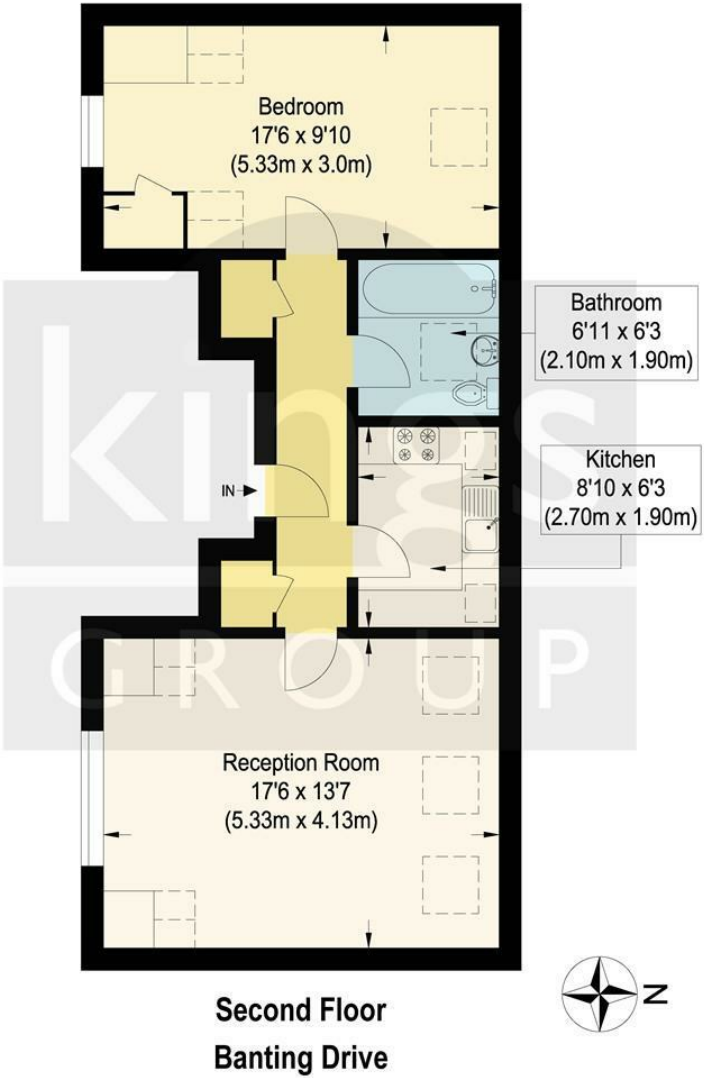 Bedroom
17'6 x 9'10
(5.33m x 3.0m)
Bathroom
6'11 x 6'3
(2.10m x 1.90m)
Kitchen
8'10 x 6'3
(2.70m x 1.90m)
IN
kings
GROUP
Reception Room
17'6 x 13'7
(5.33m x 4.13m)
Second Floor
Banting Drive
N